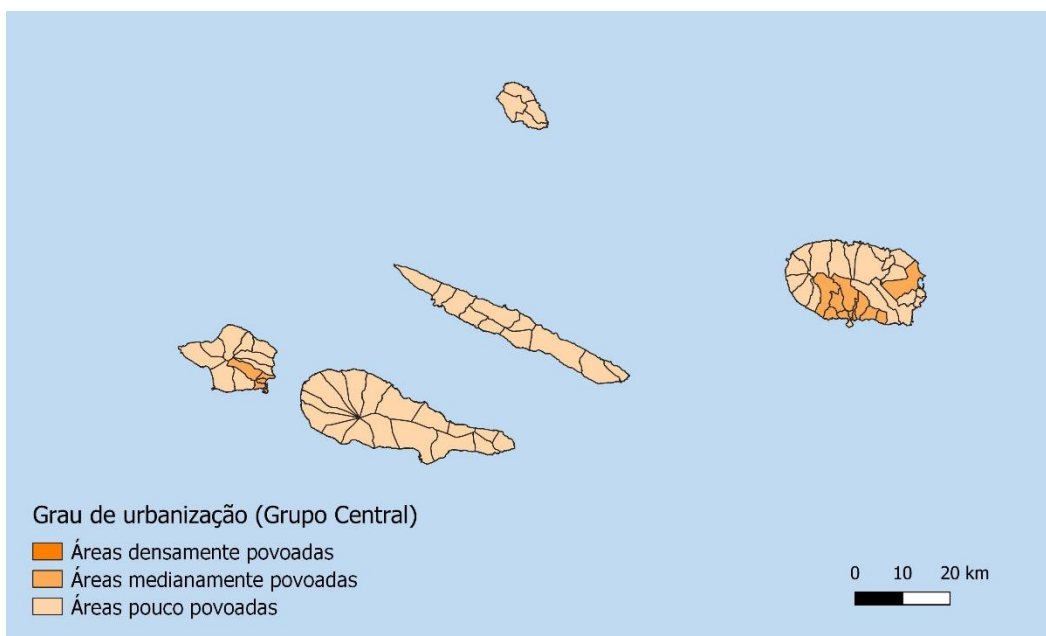 Grau de urbanização (Grupo Central)
Áreas densamente povoadas
Áreas medianamente povoadas
Áreas pouco povoadas
0 10 20 km